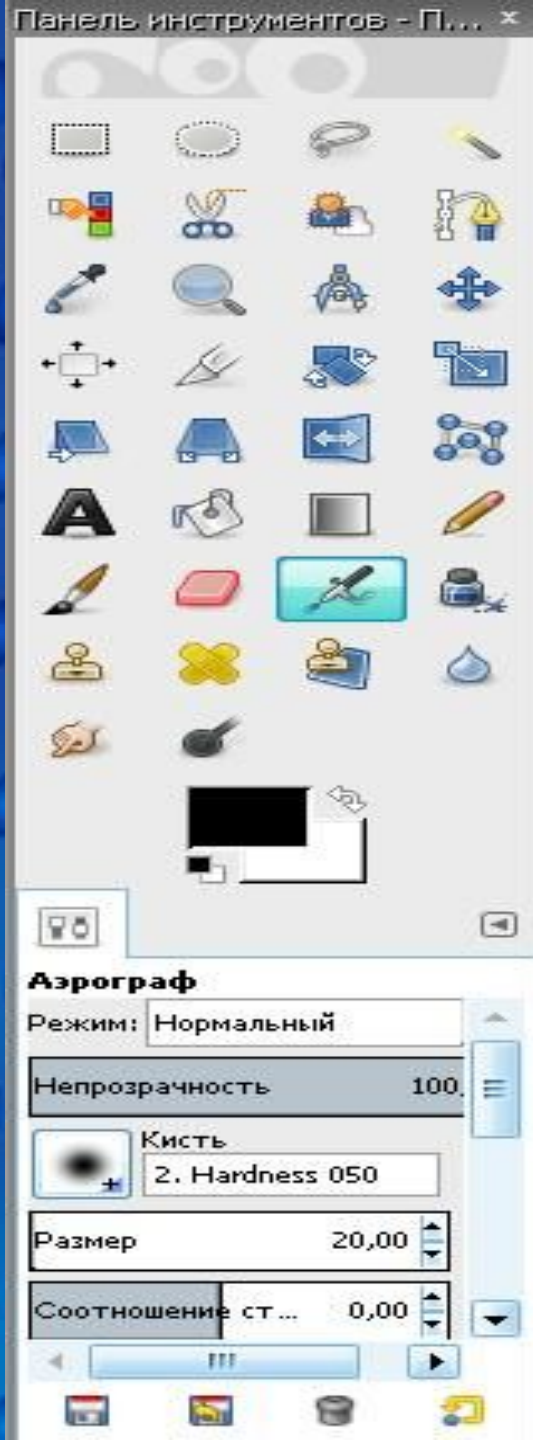 Панель инструментов - П...
Аэрограф
Режим: Нормальный
Непрозрачность 100,
Кисть
2. Hardness 050
Размер 20,00
Соотношение ст... 0,00